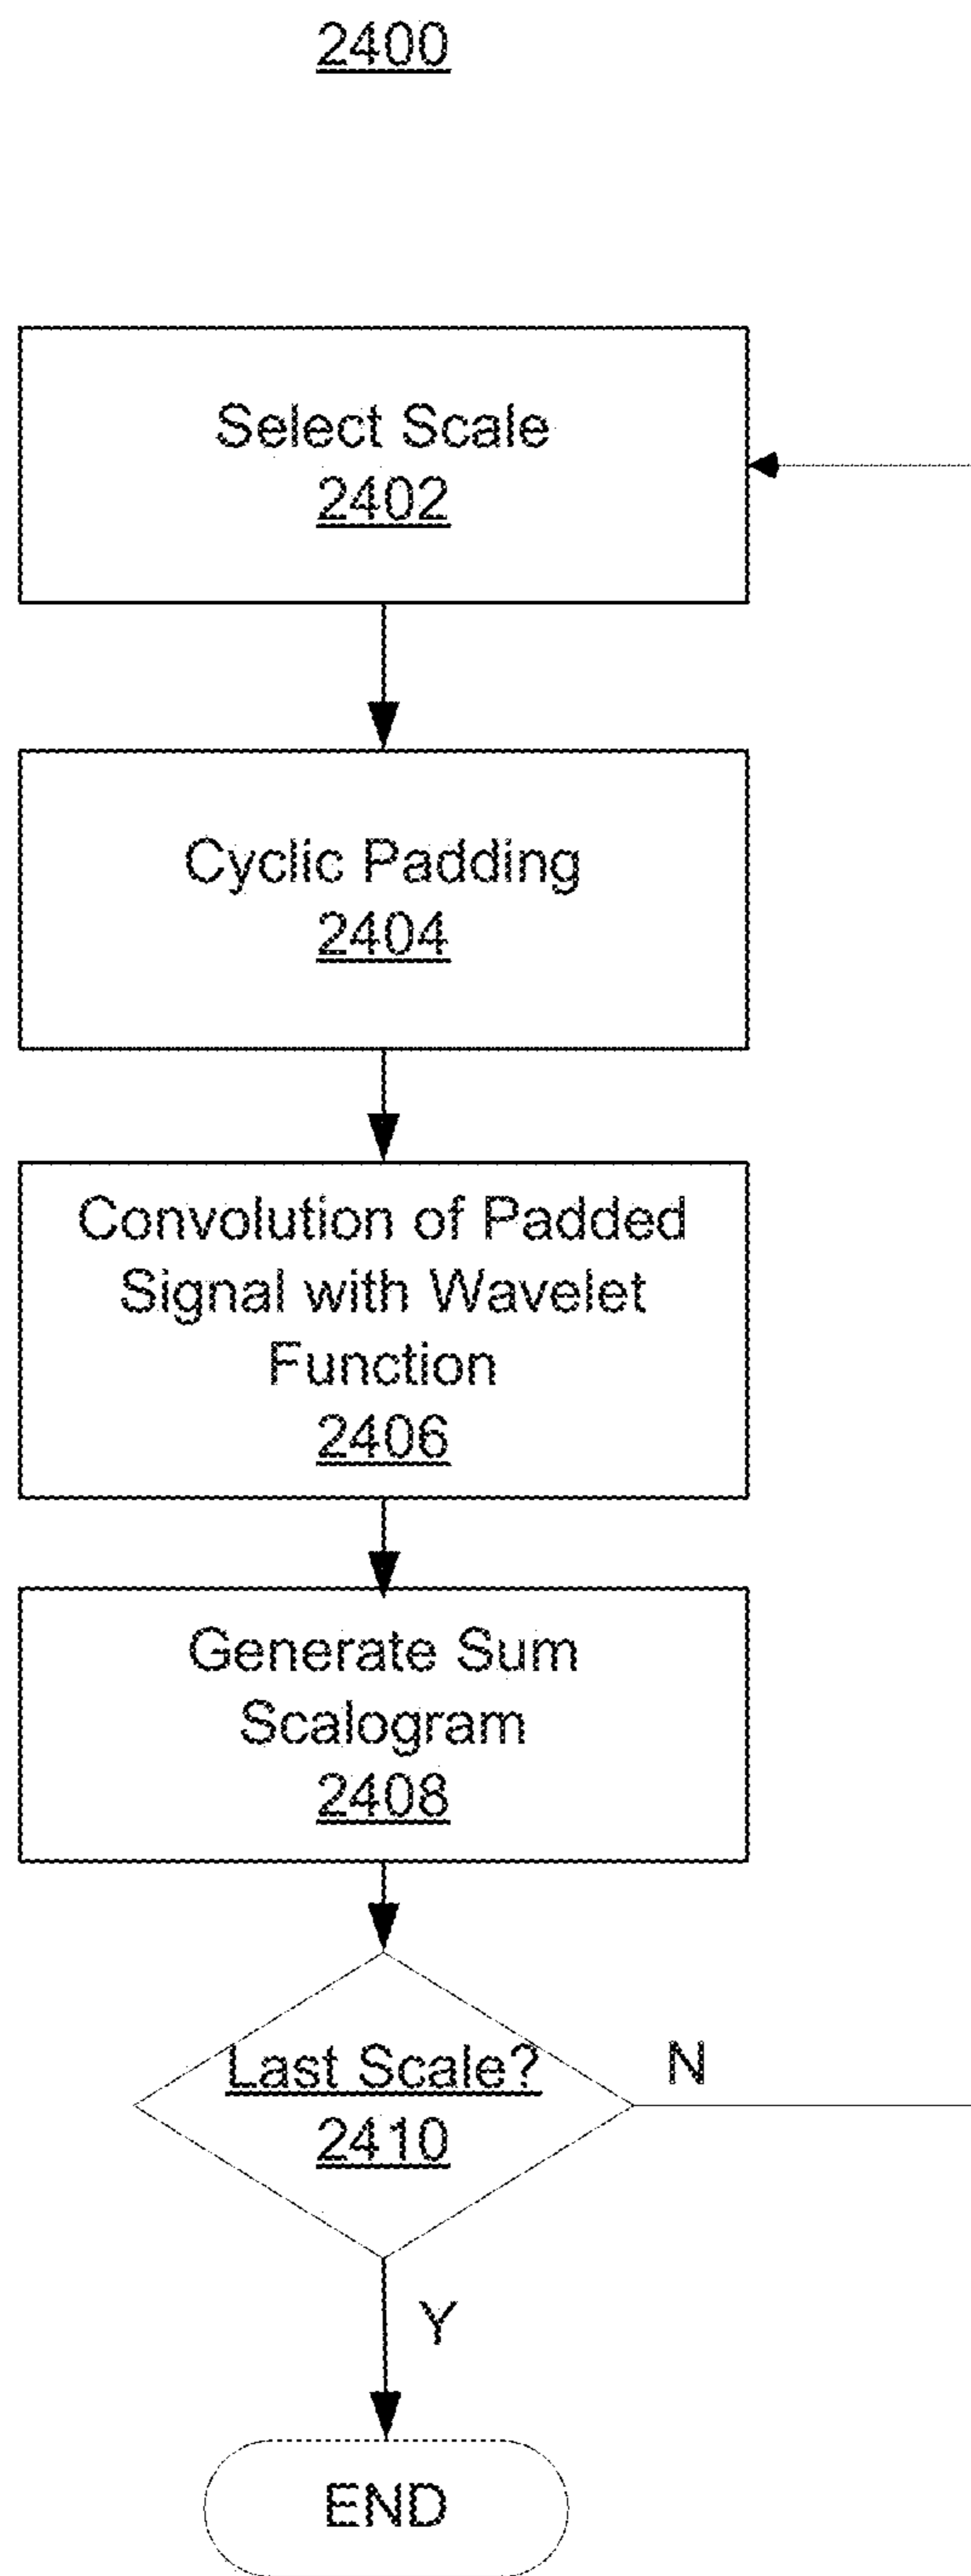 2400
Select Scale
2402
Cyclic Padding
2404
Convolution of Padded
Signal with Wavelet
Function
2406
Generate Sum
Scalogram
2408
Last Scale?
2410
N
Y
END